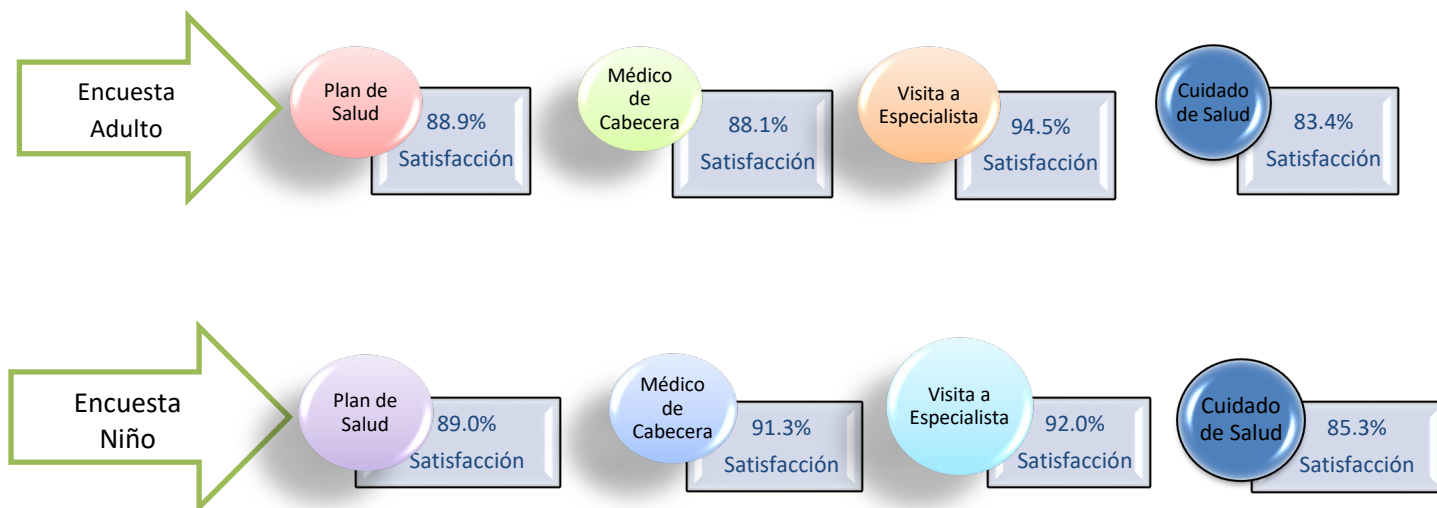 Encuesta
Adulto
Plan de
Salud
88.9%
Satisfacción
Médico
de
Cabecera
88.1%
Satisfacción
Visita a
Especialista
94.5%
Satisfacción
Cuidado
de Salud
83.4%
Satisfacción
Encuesta
Niño
Plan de
Salud
89.0%
Satisfacción
Médico
de
Cabecera
91.3%
Satisfacción
Visita a
Especialista
92.0%
Satisfacción
Cuidado
de Salud
85.3%
Satisfacción